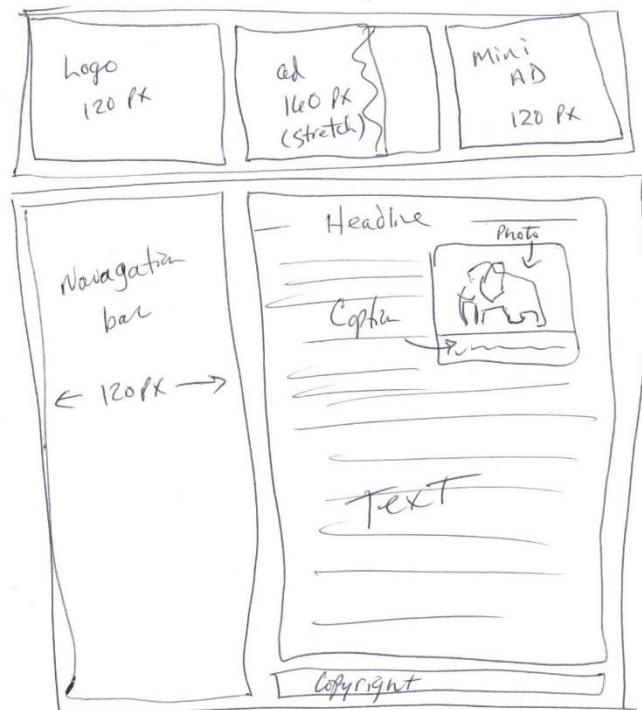 Logo
120 PX
ad
160 PX
(stretch)
Mini
AD
120 PX
Navagation
bar
← 120 PX →
Headline
Photo
Caption
Text
Copyright